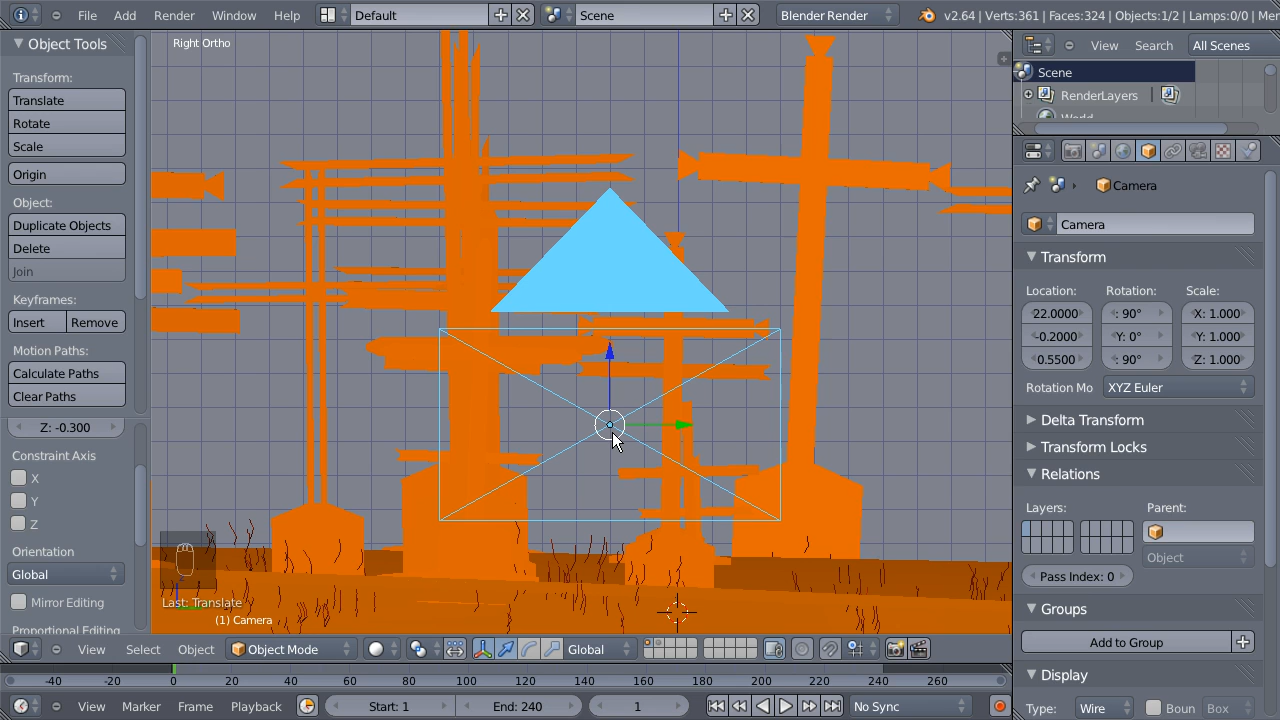 File Add Render Window Help Default Scene Blender Render v2.64 | Verts:361 | Faces:324 | Objects:1/2 | Lamps:0/0 | Mer
Object Tools
Transform:
Translate
Rotate
Scale
Origin
Object:
Duplicate Objects
Delete
Join
Keyframes:
Insert Remove
Motion Paths:
Calculate Paths
Clear Paths
Z: -0.300
Constraint Axis
X
Y
Z
Orientation
Global
Mirror Editing
Proportional Editing
Right Ortho
Last: Translate
(1) Camera
View Select Object Object Mode Global
-40 -20 0 20 40 60 80 100 120 140 160 180 200 220 240 260
View Marker Frame Playback Start: 1 End: 240 1 No Sync
View Search All Scenes
Scene
RenderLayers
World
Camera
Camera
Transform
Location: Rotation: Scale:
22.0000 : 90° X: 1.000
-0.2000 Y: 0° Y: 1.000
0.5500 : 90° Z: 1.000
Rotation Mo XYZ Euler
Delta Transform
Transform Locks
Relations
Layers: Parent:
Object
Pass Index: 0
Groups
Add to Group
Display
Type: Wire Boun Box